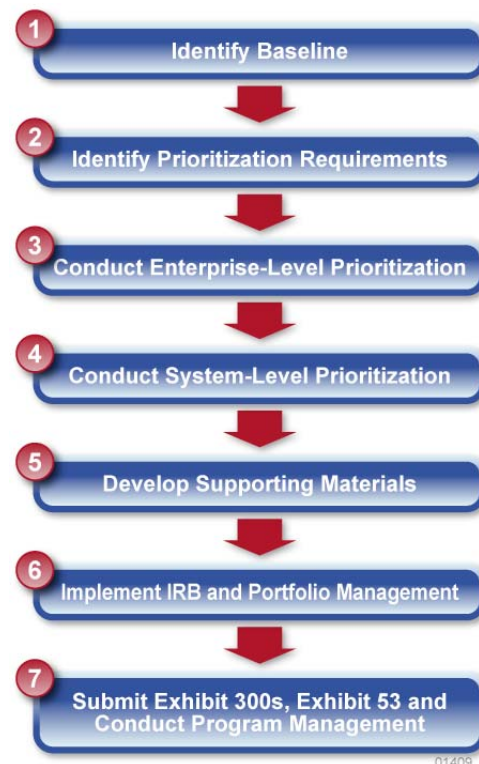 1
Identify Baseline
2
Identify Prioritization Requirements
3
Conduct Enterprise-Level Prioritization
4
Conduct System-Level Prioritization
5
Develop Supporting Materials
6
Implement IRB and Portfolio Management
7
Submit Exhibit 300s, Exhibit 53 and
Conduct Program Management
01409